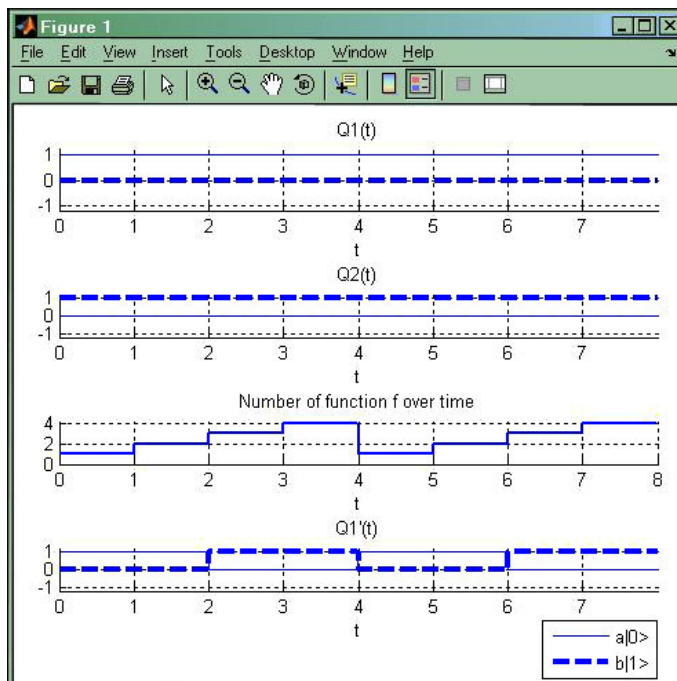 Figure 1
File Edit View Insert Tools Desktop Window Help
Q1(t)
1
0
-1
0 1 2 3 4 5 6 7
t
Q2(t)
1
0
-1
0 1 2 3 4 5 6 7
t
Number of function f over time
4
2
0
0 1 2 3 4 5 6 7 8
t
Q1'(t)
1
0
-1
0 1 2 3 4 5 6 7
t
a|0>
b|1>